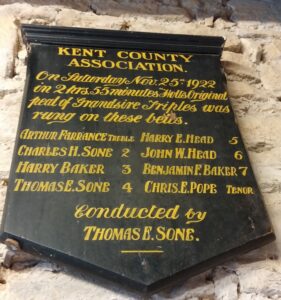 KENT COUNTY
ASSOCIATION.
On Saturday Nov. 25th 1922
in 2 hrs. 55 minutes Holts Original
peal of Grandsire Triples was
rung on these bells.
ARTHUR FARRANCE TREBLE HARRY E. HEAD 5
CHARLES H. SONE 2 JOHN W. HEAD 6
HARRY BAKER 3 BENJAMIN F. BAKER 7
THOMAS E. SONE 4 CHRIS. E. POPE TENOR
Conducted by
THOMAS E. SONE.